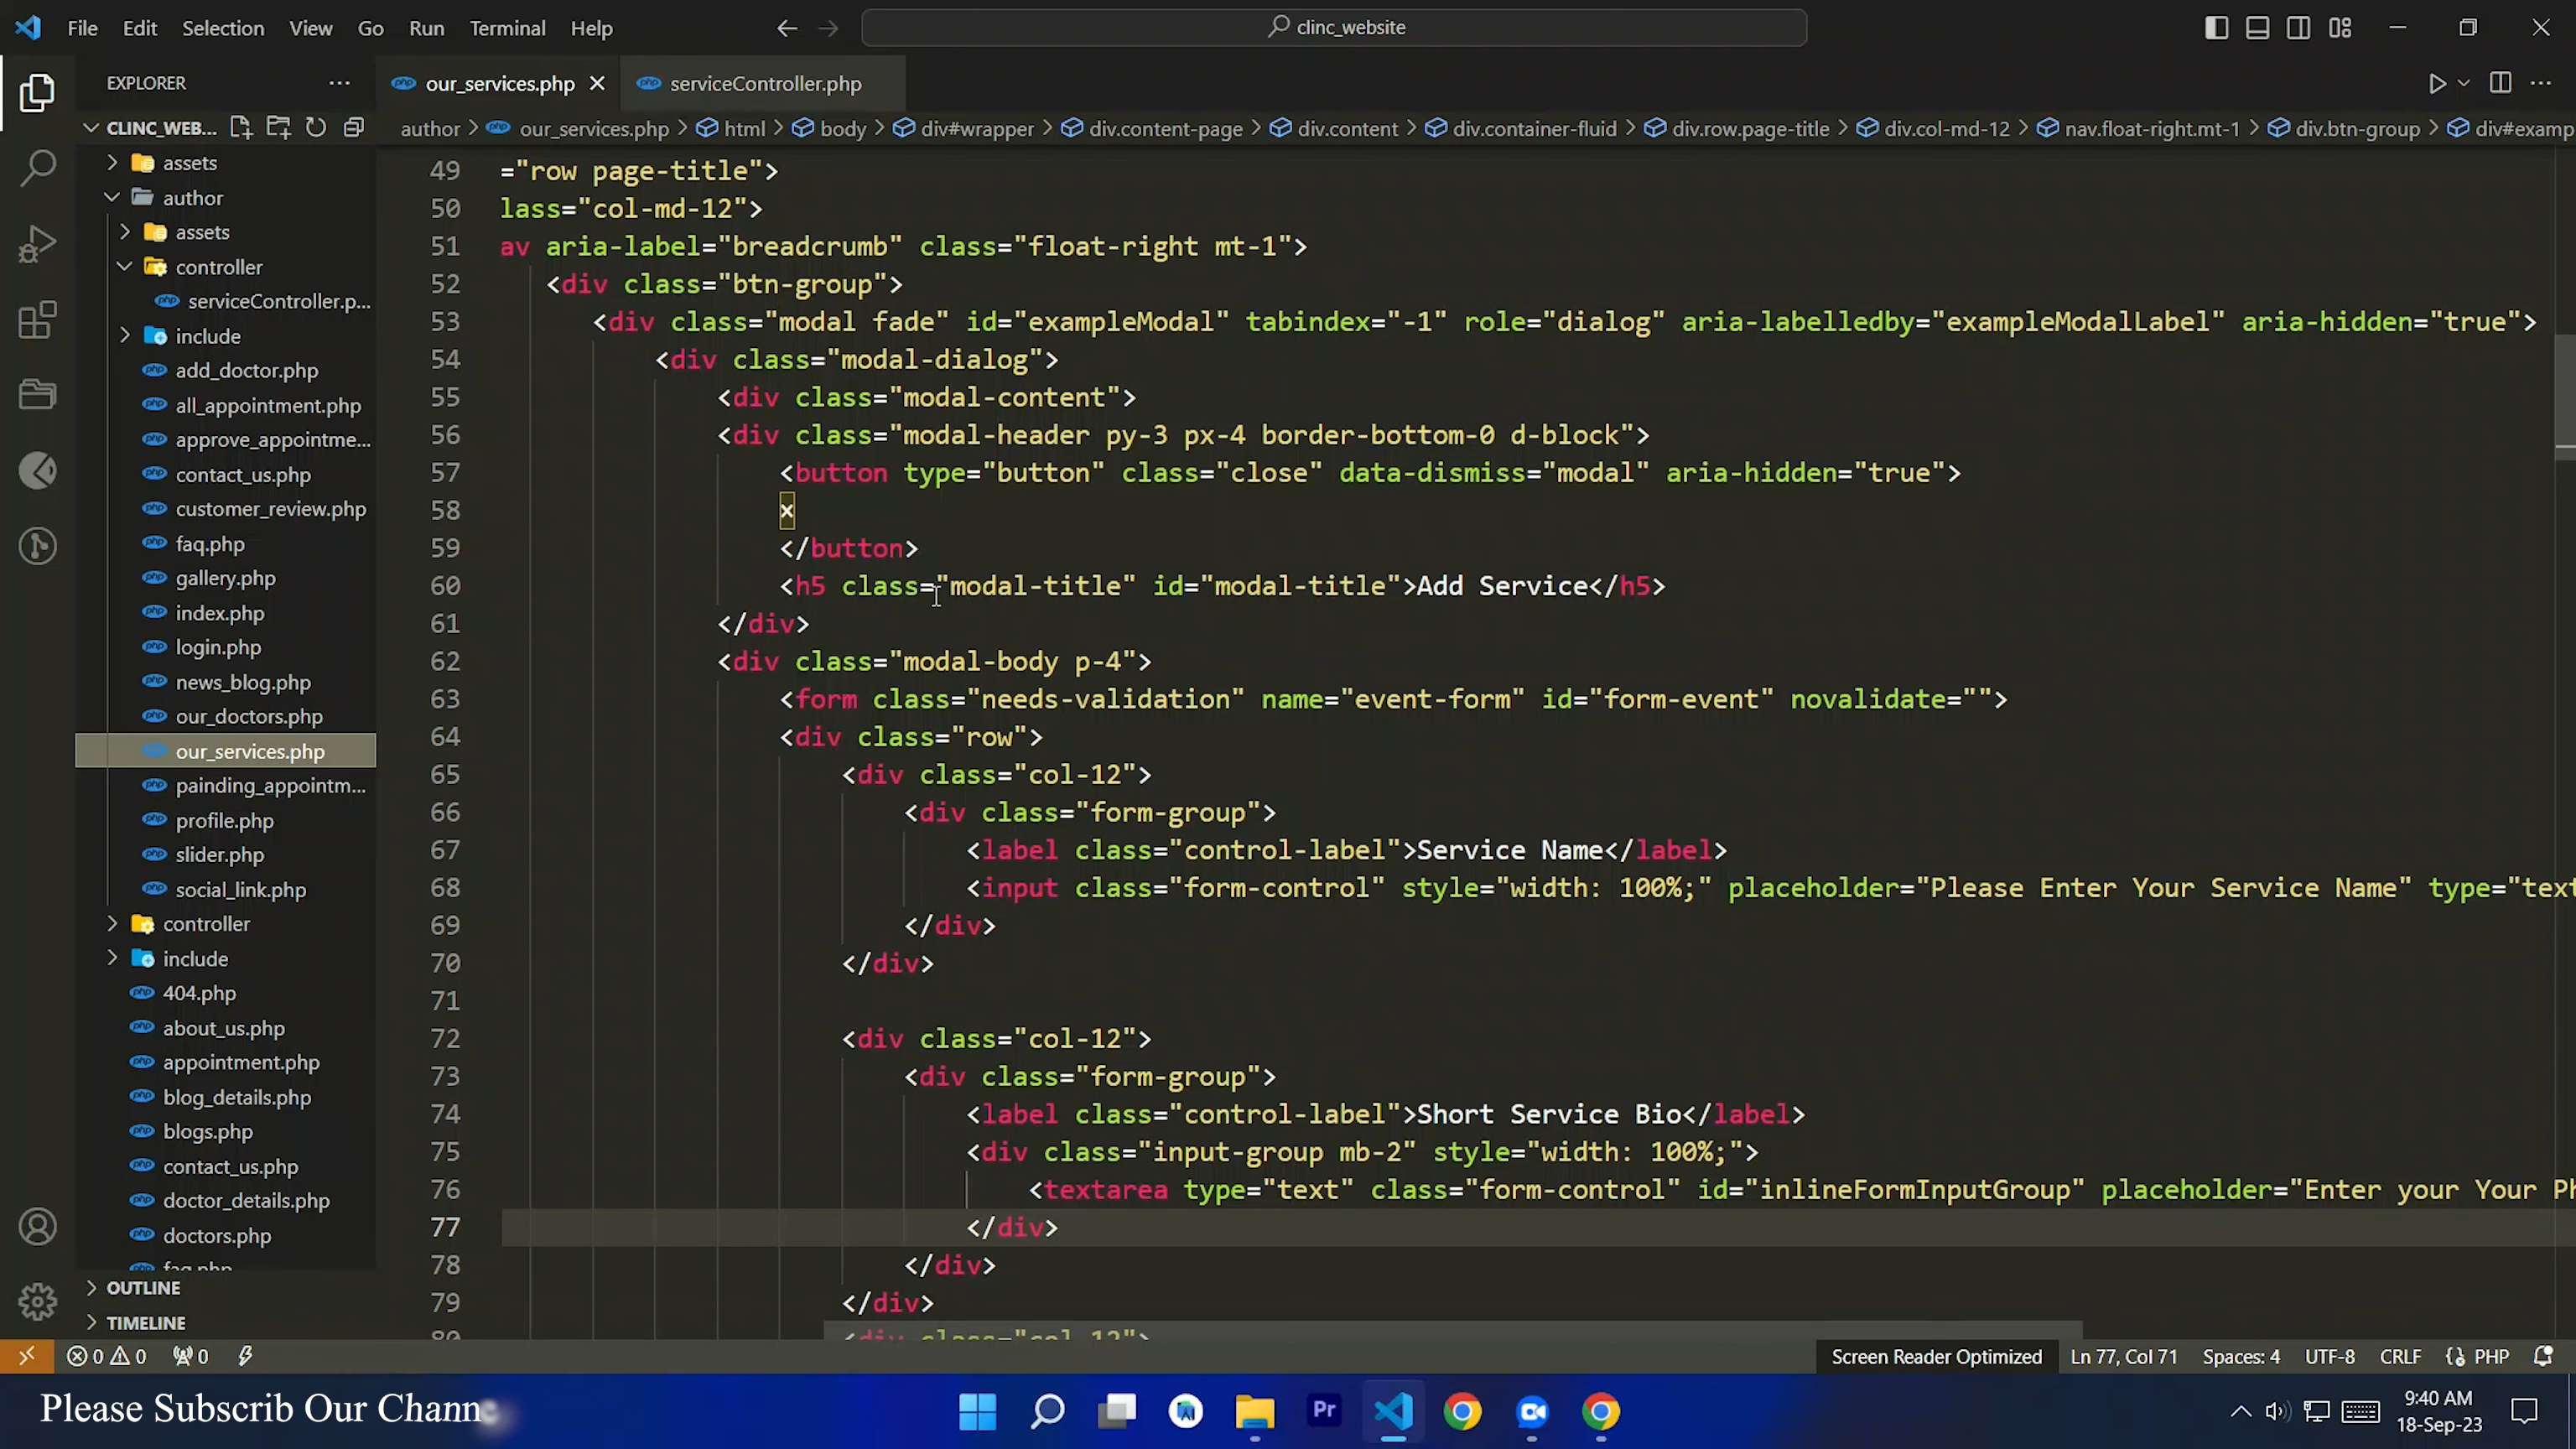 File Edit Selection View Go Run Terminal Help
clinc_website
EXPLORER
our_services.php
serviceController.php
CLINC_WEB...
author > our_services.php > html > body > div#wrapper > div.content-page > div.content > div.container-fluid > div.row.page-title > div.col-md-12 > nav.float-right.mt-1 > div.btn-group > div#examp
assets
author
assets
controller
serviceController.p...
include
add_doctor.php
all_appointment.php
approve_appointme...
contact_us.php
customer_review.php
faq.php
gallery.php
index.php
login.php
news_blog.php
our_doctors.php
our_services.php
painding_appointm...
profile.php
slider.php
social_link.php
controller
include
404.php
about_us.php
appointment.php
blog_details.php
blogs.php
contact_us.php
doctor_details.php
doctors.php
faq.php
OUTLINE
TIMELINE
49 ="row page-title">
50 lass="col-md-12">
51 av aria-label="breadcrumb" class="float-right mt-1">
52 <div class="btn-group">
53 <div class="modal fade" id="exampleModal" tabindex="-1" role="dialog" aria-labelledby="exampleModalLabel" aria-hidden="true">
54 <div class="modal-dialog">
55 <div class="modal-content">
56 <div class="modal-header py-3 px-4 border-bottom-0 d-block">
57 <button type="button" class="close" data-dismiss="modal" aria-hidden="true">
58 ×
59 </button>
60 <h5 class="modal-title" id="modal-title">Add Service</h5>
61 </div>
62 <div class="modal-body p-4">
63 <form class="needs-validation" name="event-form" id="form-event" novalidate="">
64 <div class="row">
65 <div class="col-12">
66 <div class="form-group">
67 <label class="control-label">Service Name</label>
68 <input class="form-control" style="width: 100%;" placeholder="Please Enter Your Service Name" type="text
69 </div>
70 </div>
71
72 <div class="col-12">
73 <div class="form-group">
74 <label class="control-label">Short Service Bio</label>
75 <div class="input-group mb-2" style="width: 100%;">
76 <textarea type="text" class="form-control" id="inlineFormInputGroup" placeholder="Enter your Your Ph
77 </div>
78 </div>
79 </div>
80 <div class="col-12">
0 0 0
Screen Reader Optimized Ln 77, Col 71 Spaces: 4 UTF-8 CRLF PHP
Please Subscrib Our Channe
Pr
9:40 AM
18-Sep-23